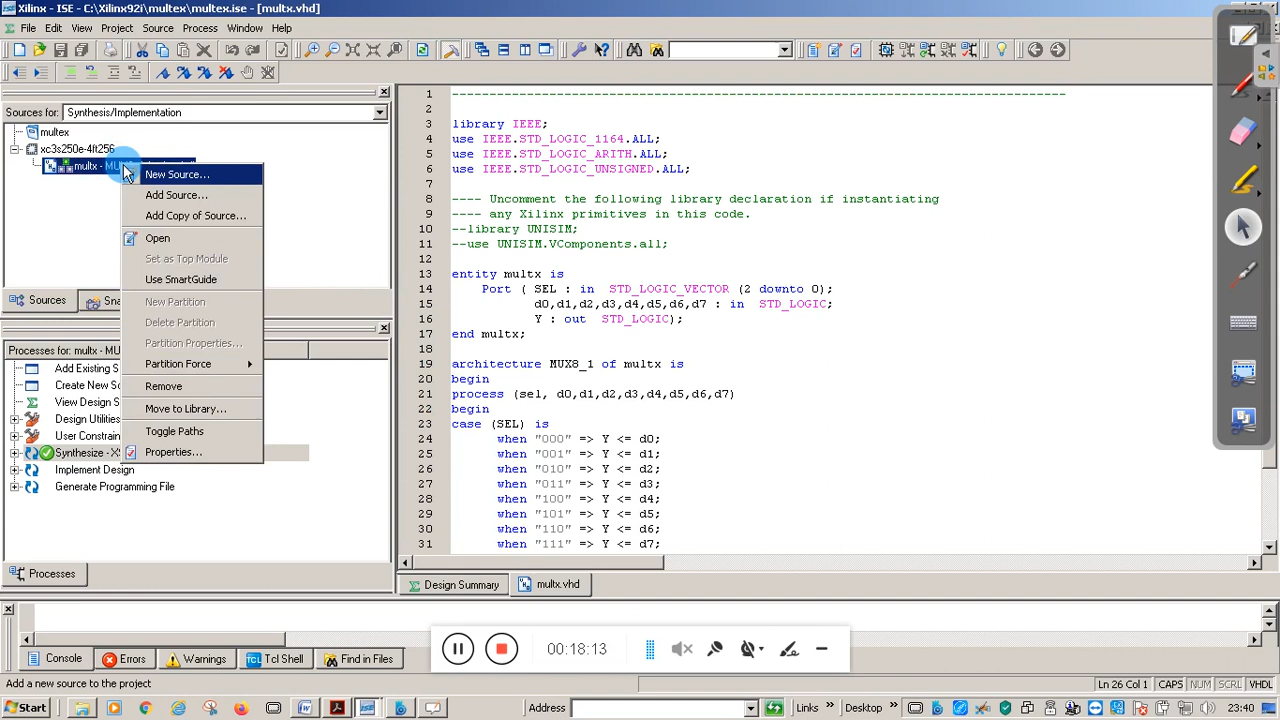 Xilinx - ISE - C:\Xilinx92i\multex\multex.ise - [multx.vhd]
File Edit View Project Source Process Window Help
Sources for: Synthesis/Implementation
multex
xc3s250e-4ft256
multx - MU
New Source...
Add Source...
Add Copy of Source...
Open
Set as Top Module
Use SmartGuide
New Partition
Delete Partition
Partition Properties...
Partition Force
Remove
Move to Library...
Toggle Paths
Properties...
Sources
Sna
Processes for: multx - MU
Add Existing S
Create New So
View Design S
Design Utilities
User Constrain
Synthesize - X
Implement Design
Generate Programming File
Processes
1 --------------------------------------------------------------------------------
2
3 library IEEE;
4 use IEEE.STD_LOGIC_1164.ALL;
5 use IEEE.STD_LOGIC_ARITH.ALL;
6 use IEEE.STD_LOGIC_UNSIGNED.ALL;
7
8 ---- Uncomment the following library declaration if instantiating
9 ---- any Xilinx primitives in this code.
10 --library UNISIM;
11 --use UNISIM.VComponents.all;
12
13 entity multx is
14 Port ( SEL : in STD_LOGIC_VECTOR (2 downto 0);
15 d0,d1,d2,d3,d4,d5,d6,d7 : in STD_LOGIC;
16 Y : out STD_LOGIC);
17 end multx;
18
19 architecture MUX8_1 of multx is
20 begin
21 process (sel, d0,d1,d2,d3,d4,d5,d6,d7)
22 begin
23 case (SEL) is
24 when "000" => Y <= d0;
25 when "001" => Y <= d1;
26 when "010" => Y <= d2;
27 when "011" => Y <= d3;
28 when "100" => Y <= d4;
29 when "101" => Y <= d5;
30 when "110" => Y <= d6;
31 when "111" => Y <= d7;
Design Summary multx.vhd
00:18:13
Console Errors Warnings TCL Tcl Shell Find in Files
Add a new source to the project
Ln 26 Col 1 CAPS NUM SCRL VHDL
Start Address Links » Desktop » 23:40